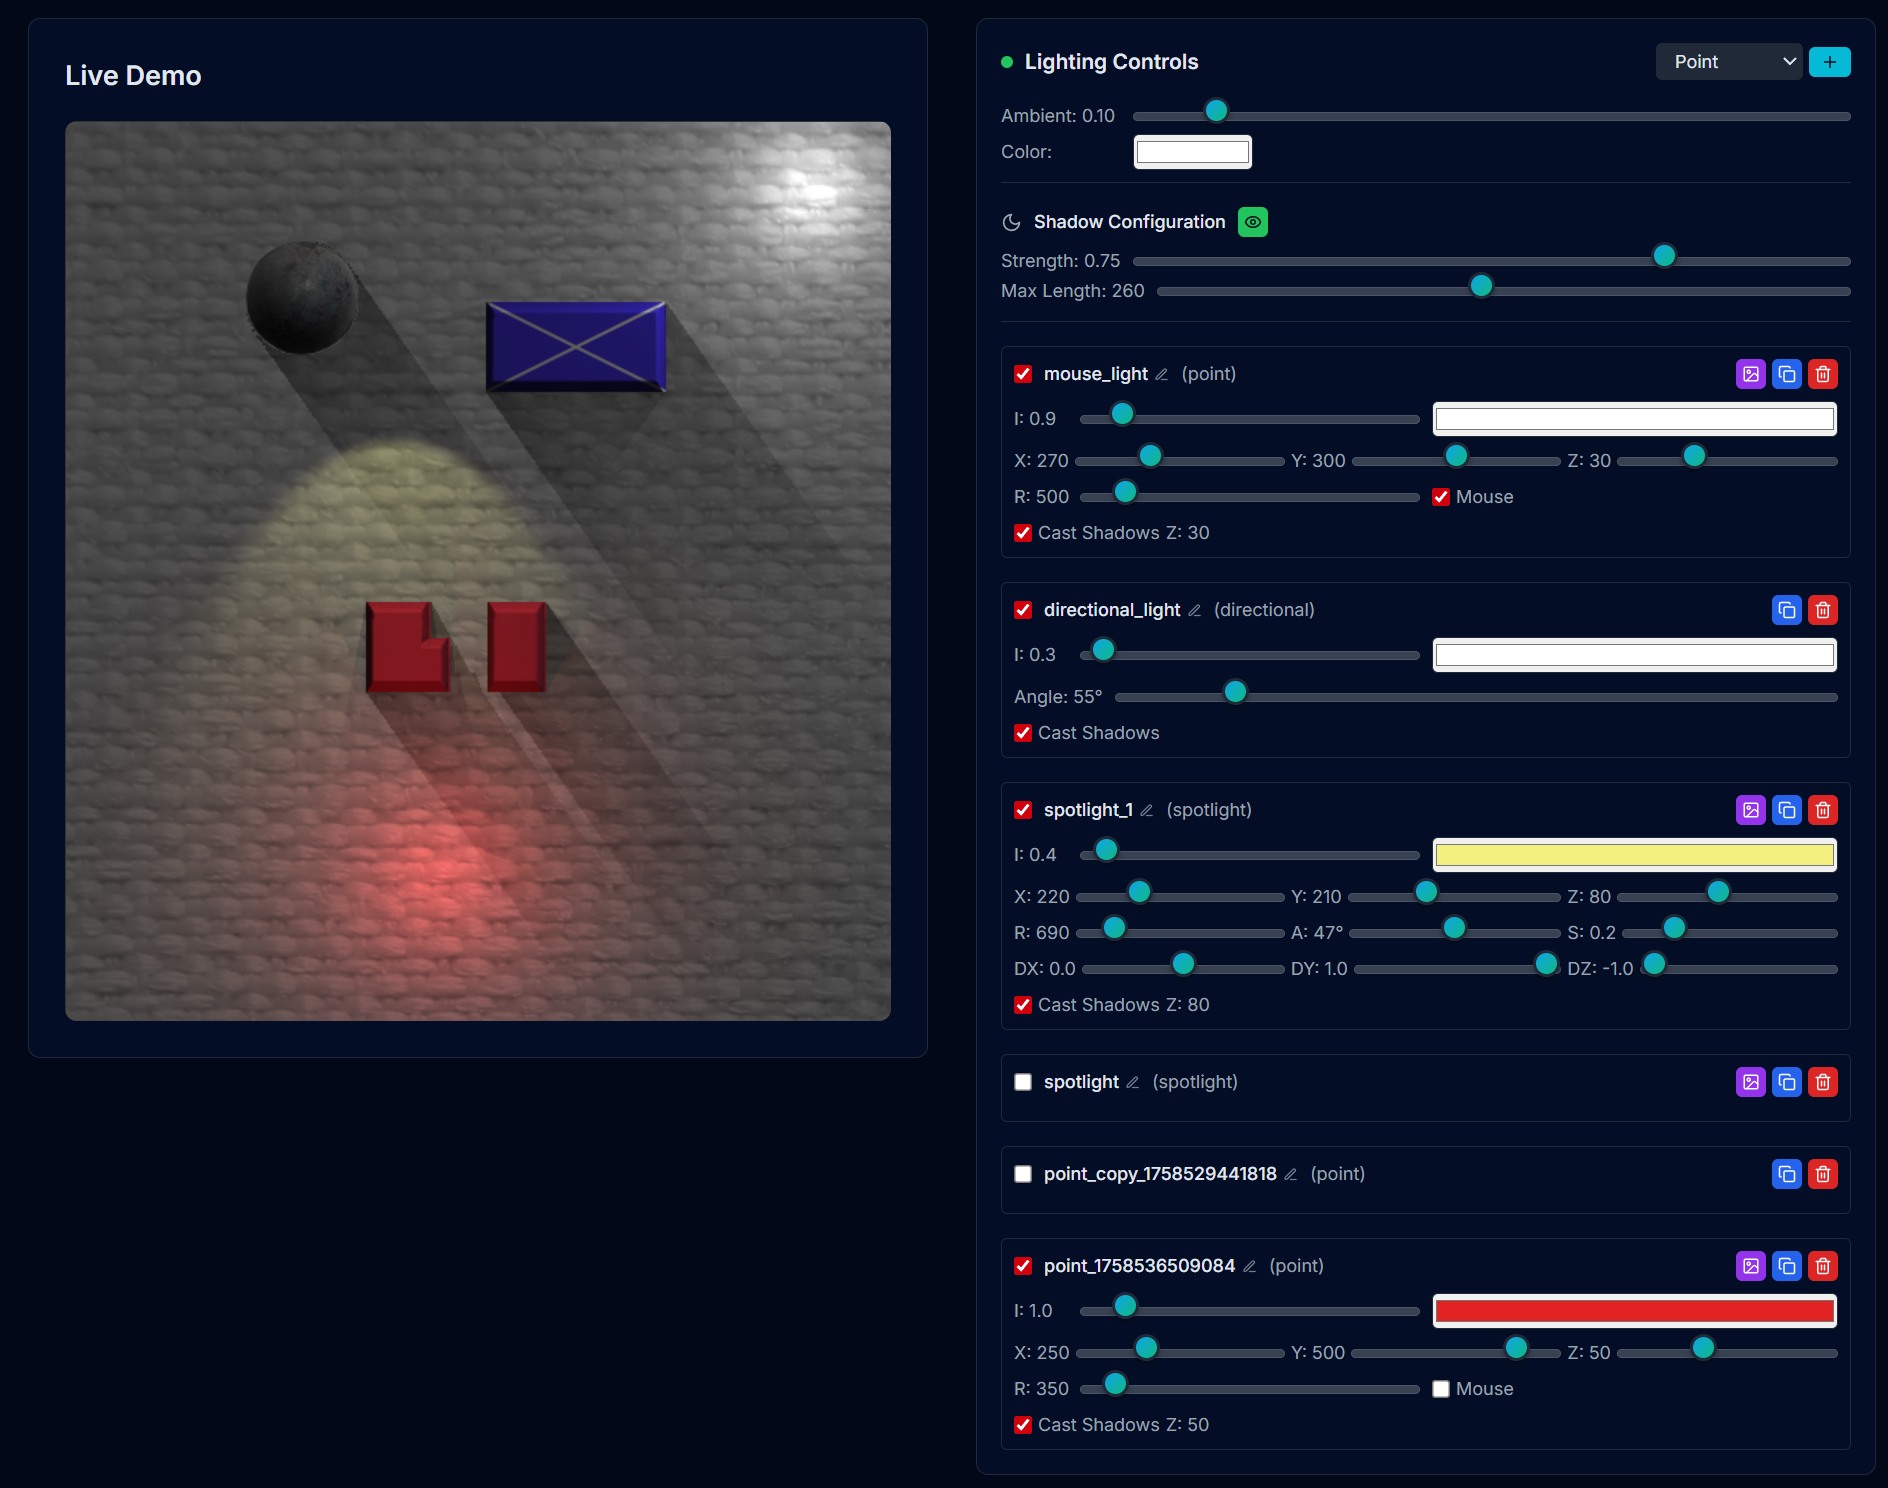 Live Demo
Lighting Controls
Point
+
Ambient: 0.10
Color:
Shadow Configuration
Strength: 0.75
Max Length: 260
mouse_light (point)
I: 0.9
X: 270 Y: 300 Z: 30
R: 500 Mouse
Cast Shadows Z: 30
directional_light (directional)
I: 0.3
Angle: 55°
Cast Shadows
spotlight_1 (spotlight)
I: 0.4
X: 220 Y: 210 Z: 80
R: 690 A: 47° S: 0.2
DX: 0.0 DY: 1.0 DZ: -1.0
Cast Shadows Z: 80
spotlight (spotlight)
point_copy_1758529441818 (point)
point_1758536509084 (point)
I: 1.0
X: 250 Y: 500 Z: 50
R: 350 Mouse
Cast Shadows Z: 50